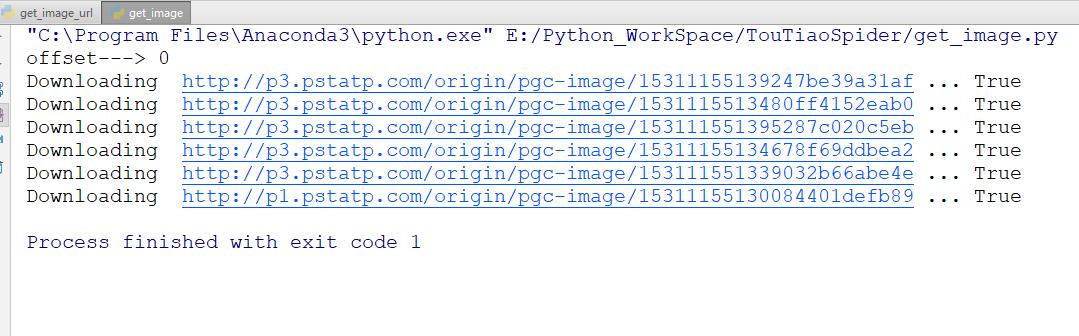 get_image_url get_image
"C:\Program Files\Anaconda3\python.exe" E:/Python_WorkSpace/TouTiaoSpider/get_image.py
offset---> 0
Downloading http://p3.pstatp.com/origin/pgc-image/15311155139247be39a31af ... True
Downloading http://p3.pstatp.com/origin/pgc-image/1531115513480ff4152eab0 ... True
Downloading http://p3.pstatp.com/origin/pgc-image/153111551395287c020c5eb ... True
Downloading http://p3.pstatp.com/origin/pgc-image/15311155134678f69ddbea2 ... True
Downloading http://p3.pstatp.com/origin/pgc-image/153111551339032b66abe4e ... True
Downloading http://p1.pstatp.com/origin/pgc-image/15311155130084401defb89 ... True
Process finished with exit code 1